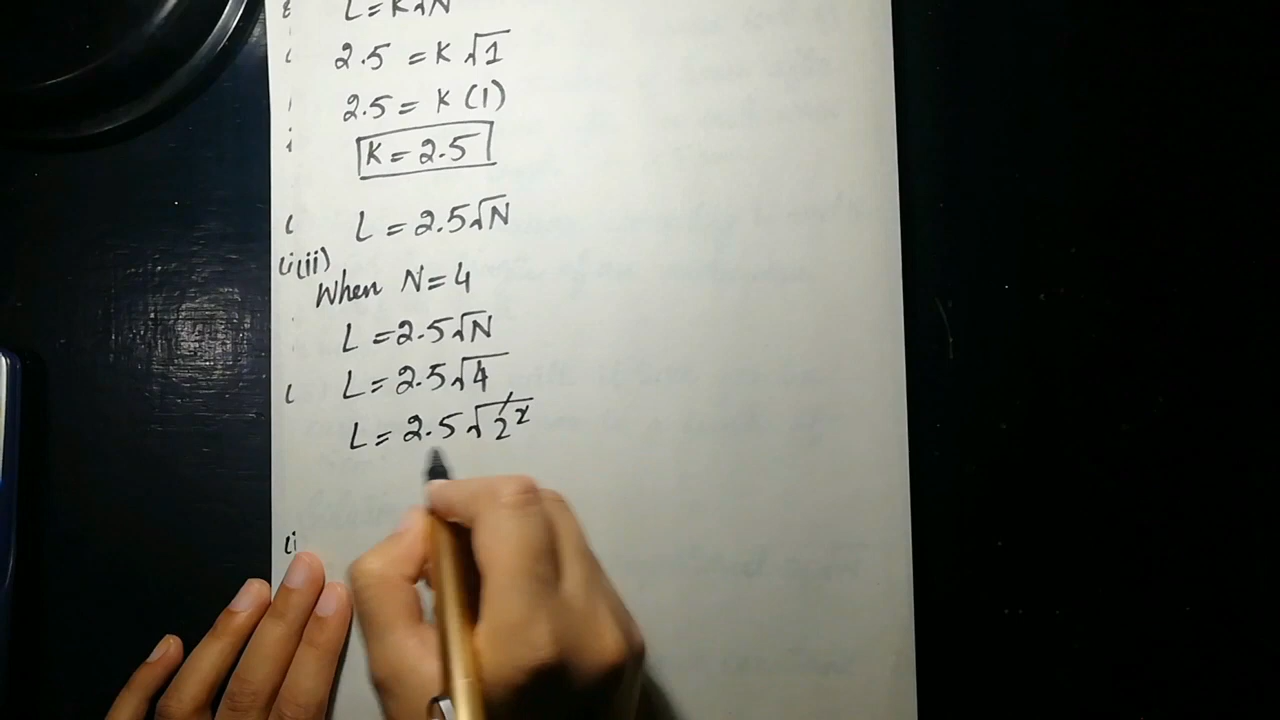 L = K√N
2.5 = K √1
2.5 = K (1)
K = 2.5
L = 2.5√N
(ii)
When N = 4
L = 2.5√N
L = 2.5√4
L = 2.5√2²